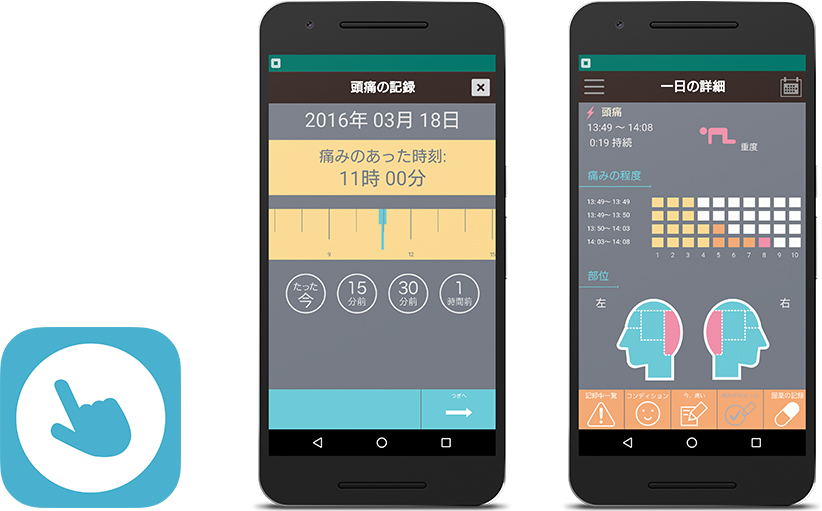 頭痛の記録
2016年 03月 18日
痛みのあった時刻:
11時 00分
9 12 15
たった今
15分前
30分前
1時間前
つぎへ
一日の詳細
頭痛
13:49 〜 14:08
0:19 持続
重度
痛みの程度
13:49〜 13:49
13:49〜 13:50
13:50〜 14:03
14:03〜 14:08
1 2 3 4 5 6 7 8 9 10
部位
左 右
記録中一覧 コンディション 今、痛い 服薬の記録